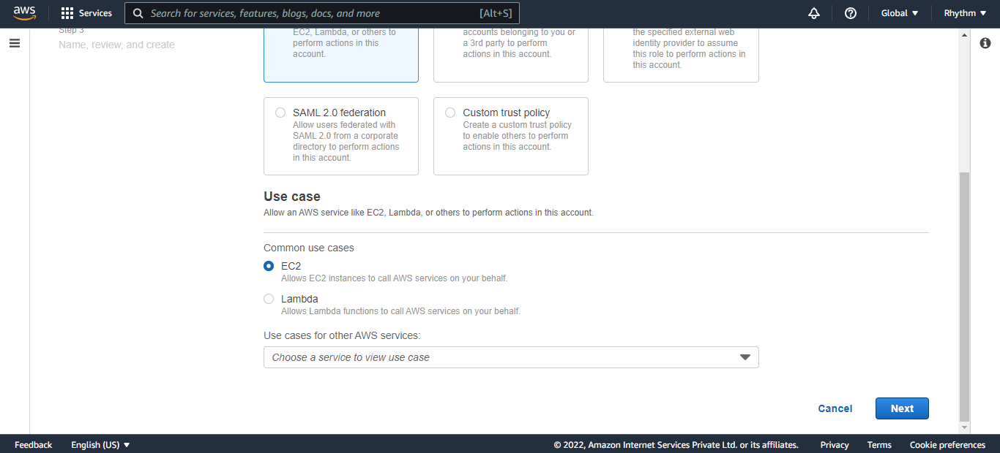 aws
Services
Search for services, features, blogs, docs, and more
[Alt+S]
Global
Rhythm
Step 3
Name, review, and create
EC2, Lambda, or others to
perform actions in this
account.
accounts belonging to you or
a 3rd party to perform
actions in this account.
the specified external web
identity provider to assume
this role to perform actions in
this account.
SAML 2.0 federation
Allow users federated with
SAML 2.0 from a corporate
directory to perform actions
in this account.
Custom trust policy
Create a custom trust policy
to enable others to perform
actions in this account.
Use case
Allow an AWS service like EC2, Lambda, or others to perform actions in this account.
Common use cases
EC2
Allows EC2 instances to call AWS services on your behalf.
Lambda
Allows Lambda functions to call AWS services on your behalf.
Use cases for other AWS services:
Choose a service to view use case
Cancel
Next
Feedback
English (US)
© 2022, Amazon Internet Services Private Ltd. or its affiliates.
Privacy
Terms
Cookie preferences